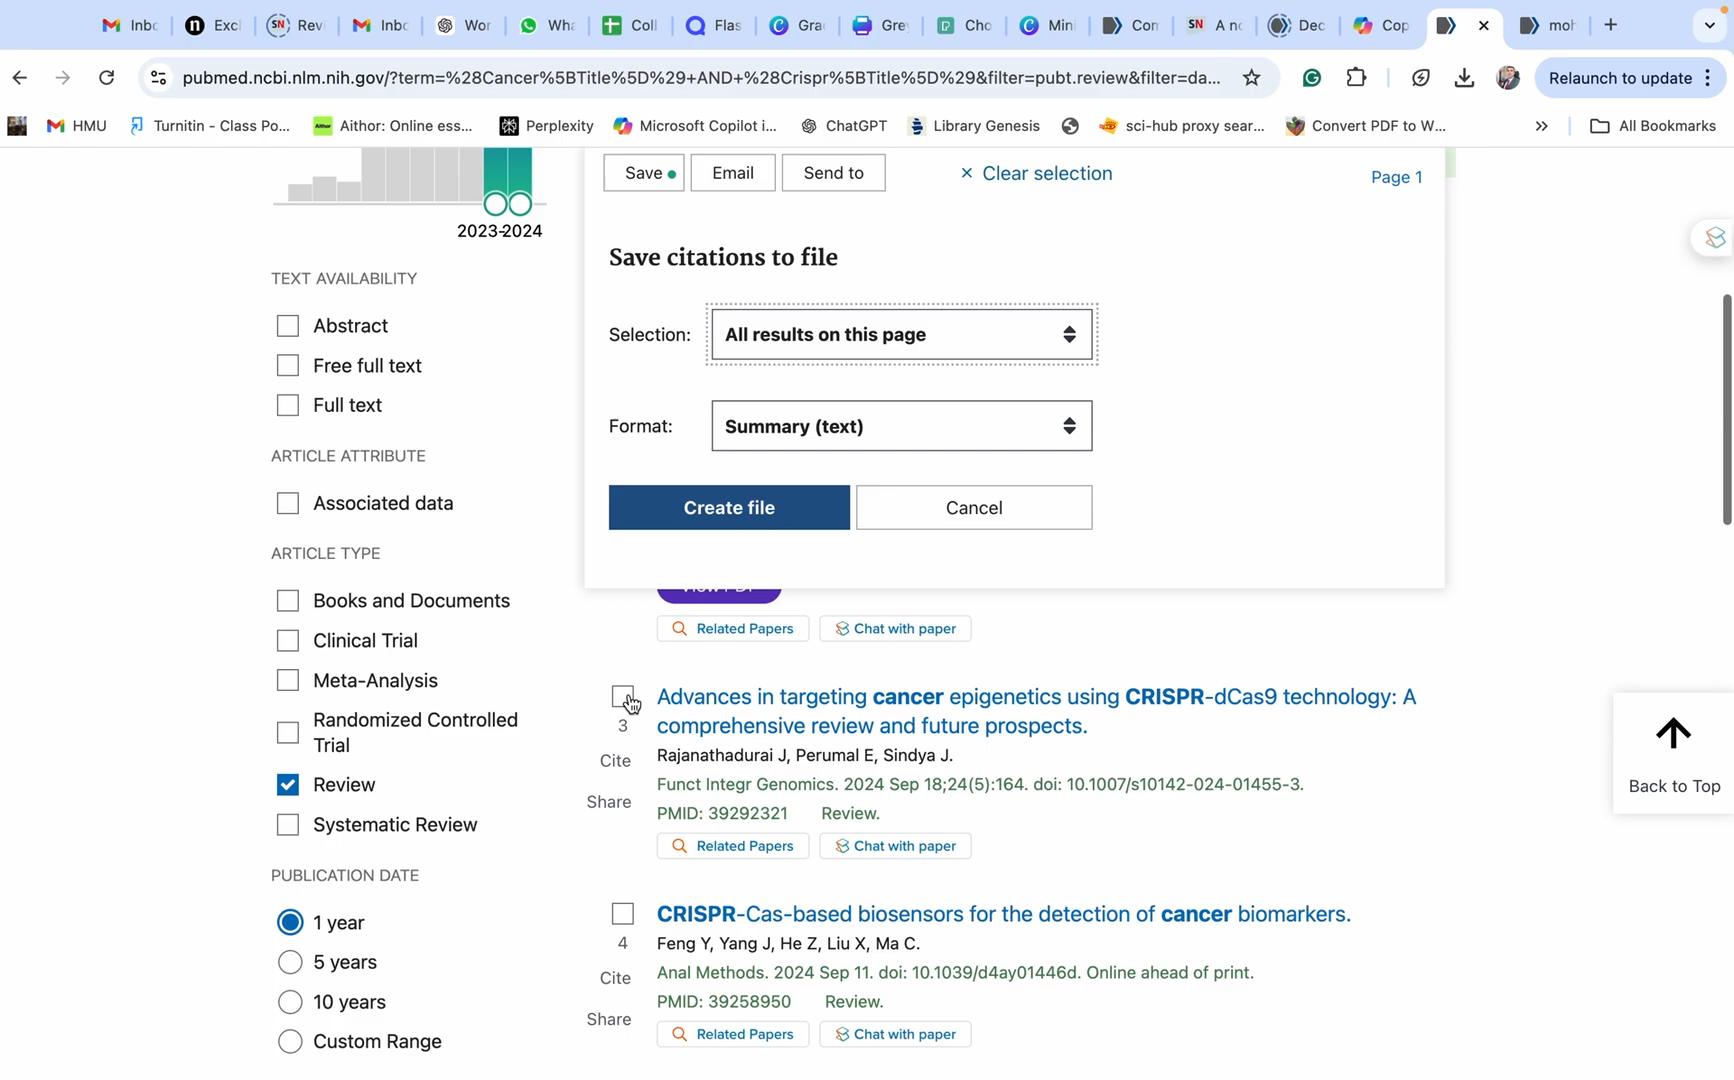 Inbc
Excl
SN
Rev
Inbc
Wor
Wha
Coll
Flas
Grac
Grey
Cho
Mini
Con
SN
A no
Dec
Cop
moh
pubmed.ncbi.nlm.nih.gov/?term=%28Cancer%5BTitle%5D%29+AND+%28Crispr%5BTitle%5D%29&filter=pubt.review&filter=da...
Relaunch to update
HMU
Turnitin - Class Po...
Aithor: Online ess...
Perplexity
Microsoft Copilot i...
ChatGPT
Library Genesis
sci-hub proxy sear...
Convert PDF to W...
»
All Bookmarks
Save
Email
Send to
× Clear selection
Page 1
2023-2024
Save citations to file
TEXT AVAILABILITY
Abstract
Free full text
Full text
Selection:
All results on this page
Format:
Summary (text)
Create file
Cancel
ARTICLE ATTRIBUTE
Associated data
ARTICLE TYPE
Books and Documents
Clinical Trial
Meta-Analysis
Randomized Controlled
Trial
Review
Systematic Review
PUBLICATION DATE
1 year
5 years
10 years
Custom Range
View PDF
Related Papers
Chat with paper
Advances in targeting cancer epigenetics using CRISPR-dCas9 technology: A
comprehensive review and future prospects.
3
Cite
Share
Rajanathadurai J, Perumal E, Sindya J.
Funct Integr Genomics. 2024 Sep 18;24(5):164. doi: 10.1007/s10142-024-01455-3.
PMID: 39292321 Review.
Related Papers
Chat with paper
CRISPR-Cas-based biosensors for the detection of cancer biomarkers.
4
Cite
Share
Feng Y, Yang J, He Z, Liu X, Ma C.
Anal Methods. 2024 Sep 11. doi: 10.1039/d4ay01446d. Online ahead of print.
PMID: 39258950 Review.
Related Papers
Chat with paper
Back to Top